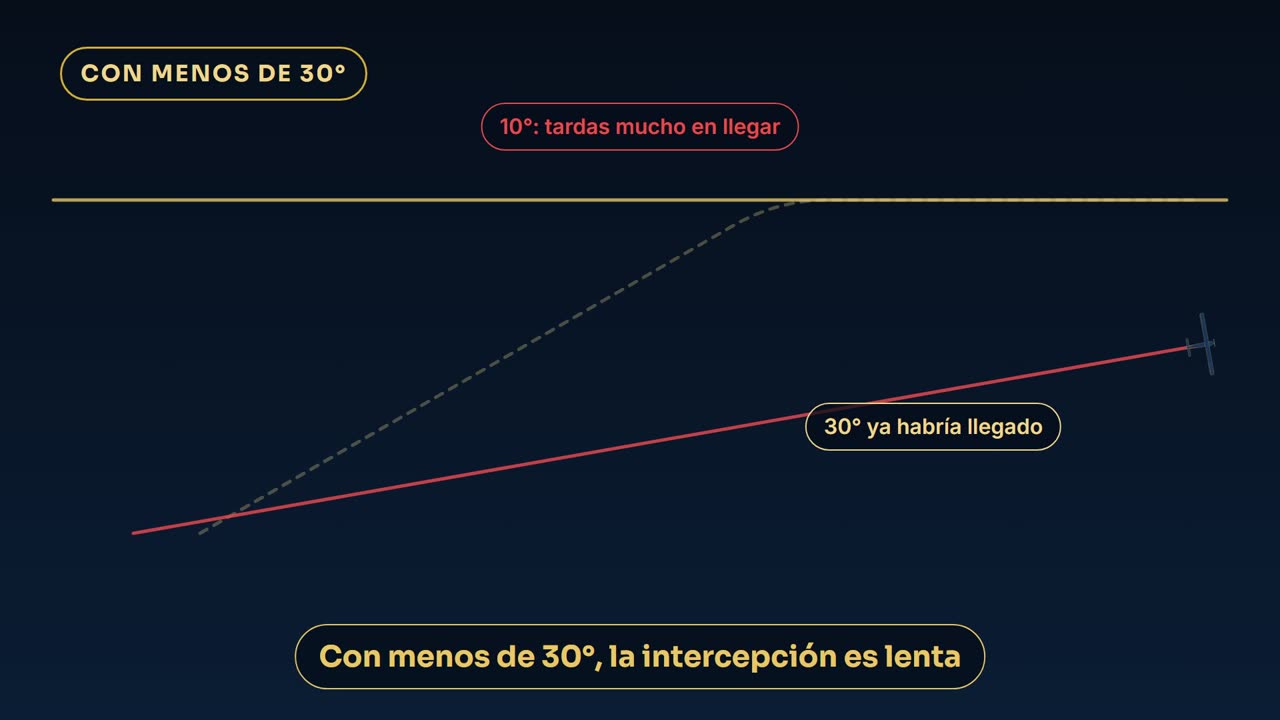 CON MENOS DE 30°
10°: tardas mucho en llegar
30° ya habría llegado
Con menos de 30°, la intercepción es lenta